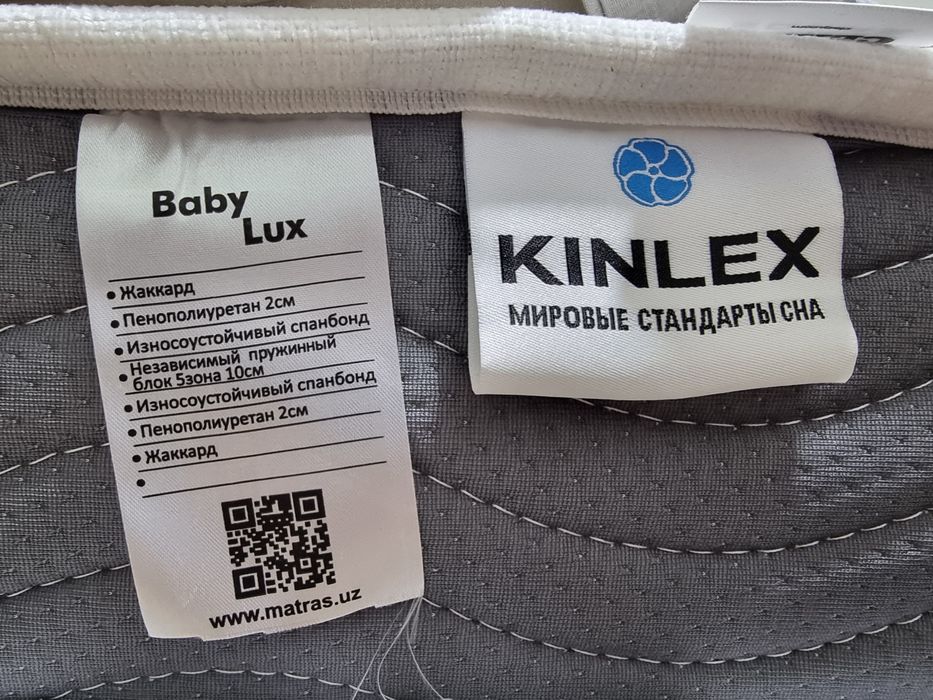 Baby
Lux
• Жаккард
• Пенополиуретан 2см
• Износоустойчивый спанбонд
• Независимый пружинный
блок 5зона 10см
• Износоустойчивый спанбонд
• Пенополиуретан 2см
• Жаккард
•
www.matras.uz
KINLEX
МИРОВЫЕ СТАНДАРТЫ СНА